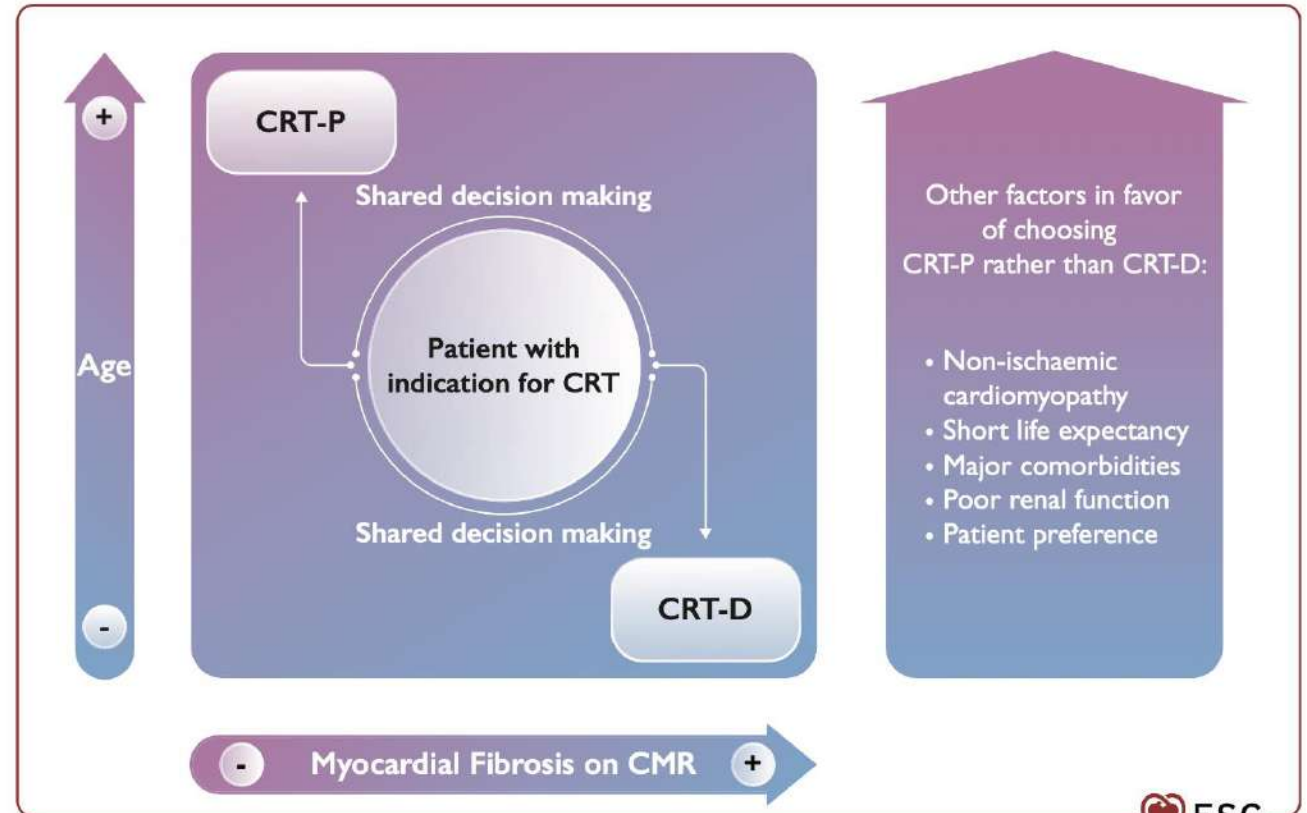 +
Age
-
CRT-P
Shared decision making
Patient with
indication for CRT
Shared decision making
CRT-D
Other factors in favor
of choosing
CRT-P rather than CRT-D:
• Non-ischaemic
cardiomyopathy
• Short life expectancy
• Major comorbidities
• Poor renal function
• Patient preference
- Myocardial Fibrosis on CMR +
ESC